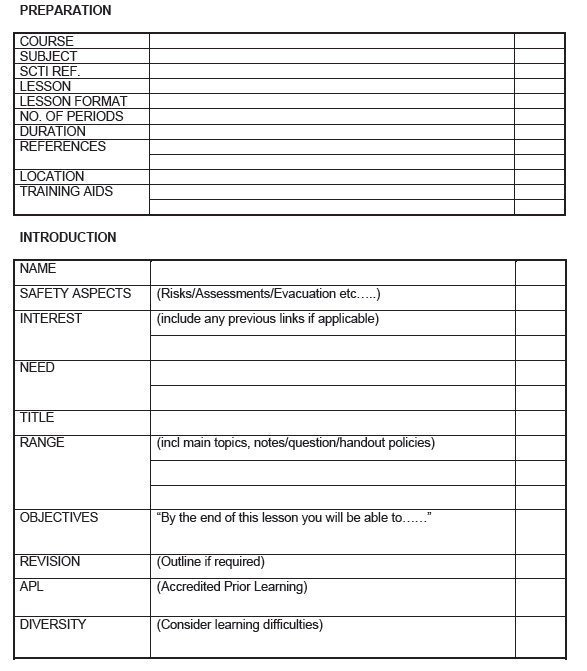 PREPARATION
COURSE
SUBJECT
SCTI REF.
LESSON
LESSON FORMAT
NO. OF PERIODS
DURATION
REFERENCES
LOCATION
TRAINING AIDS
INTRODUCTION
NAME
SAFETY ASPECTS (Risks/Assessments/Evacuation etc…..)
INTEREST (include any previous links if applicable)
NEED
TITLE
RANGE (incl main topics, notes/question/handout policies)
OBJECTIVES “By the end of this lesson you will be able to……”
REVISION (Outline if required)
APL (Accredited Prior Learning)
DIVERSITY (Consider learning difficulties)